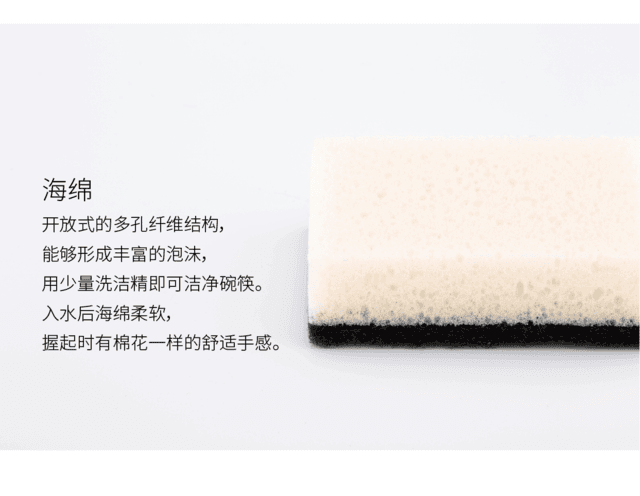 海绵
开放式的多孔纤维结构,
能够形成丰富的泡沫,
用少量洗洁精即可洁净碗筷。
入水后海绵柔软,
握起时有棉花一样的舒适手感。